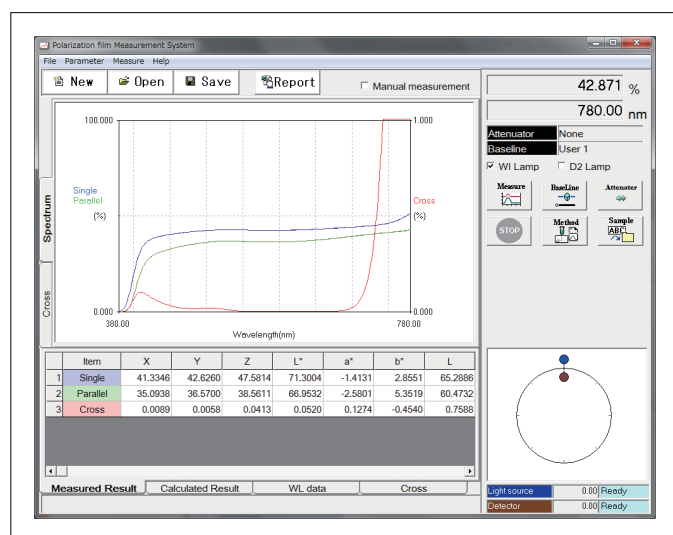 Polarization film Measurement System
File Parameter Measure Help
New Open Save Report Manual measurement
42.871 %
780.00 nm
Attenuator None
Baseline User 1
WI Lamp D2 Lamp
Measure BaseLine Attenater
STOP Method Sample
ABC
Spectrum
Cross
100.000 1.000
Single
Parallel Cross
(%) (%)
0.000 0.000
380.00 780.00
Wavelength(nm)
Item X Y Z L* a* b* L
1 Single 41.3346 42.6260 47.5814 71.3004 -1.4131 2.8551 65.2886
2 Parallel 35.0938 36.5700 38.5611 66.9532 -2.5801 5.3519 60.4732
3 Cross 0.0089 0.0058 0.0413 0.0520 0.1274 -0.4540 0.7588
Measured Result Calculated Result WL data Cross
Light source 0.00 Ready
Detector 0.00 Ready